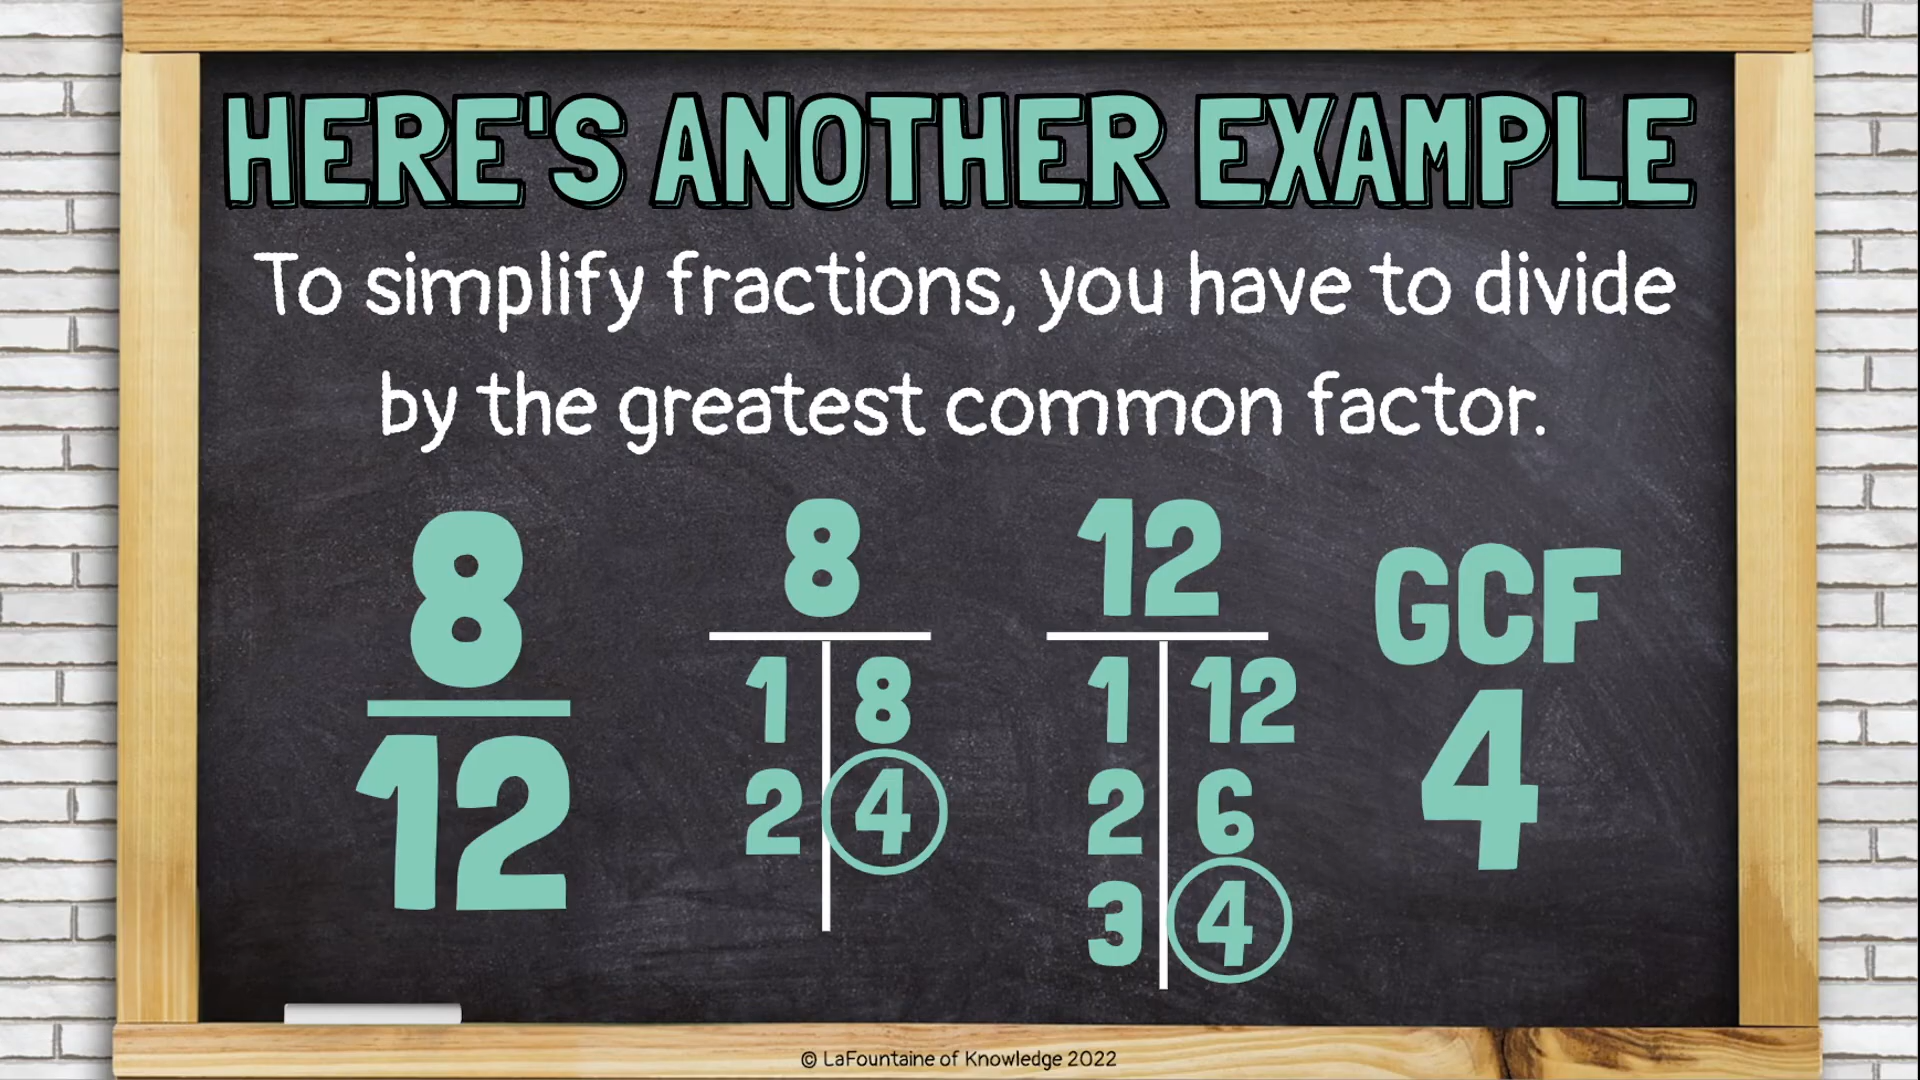 HERE'S ANOTHER EXAMPLE
To simplify fractions, you have to divide
by the greatest common factor.
8
12
8
1 8
2 4
12
1 12
2 6
3 4
GCF
4
© LaFountaine of Knowledge 2022